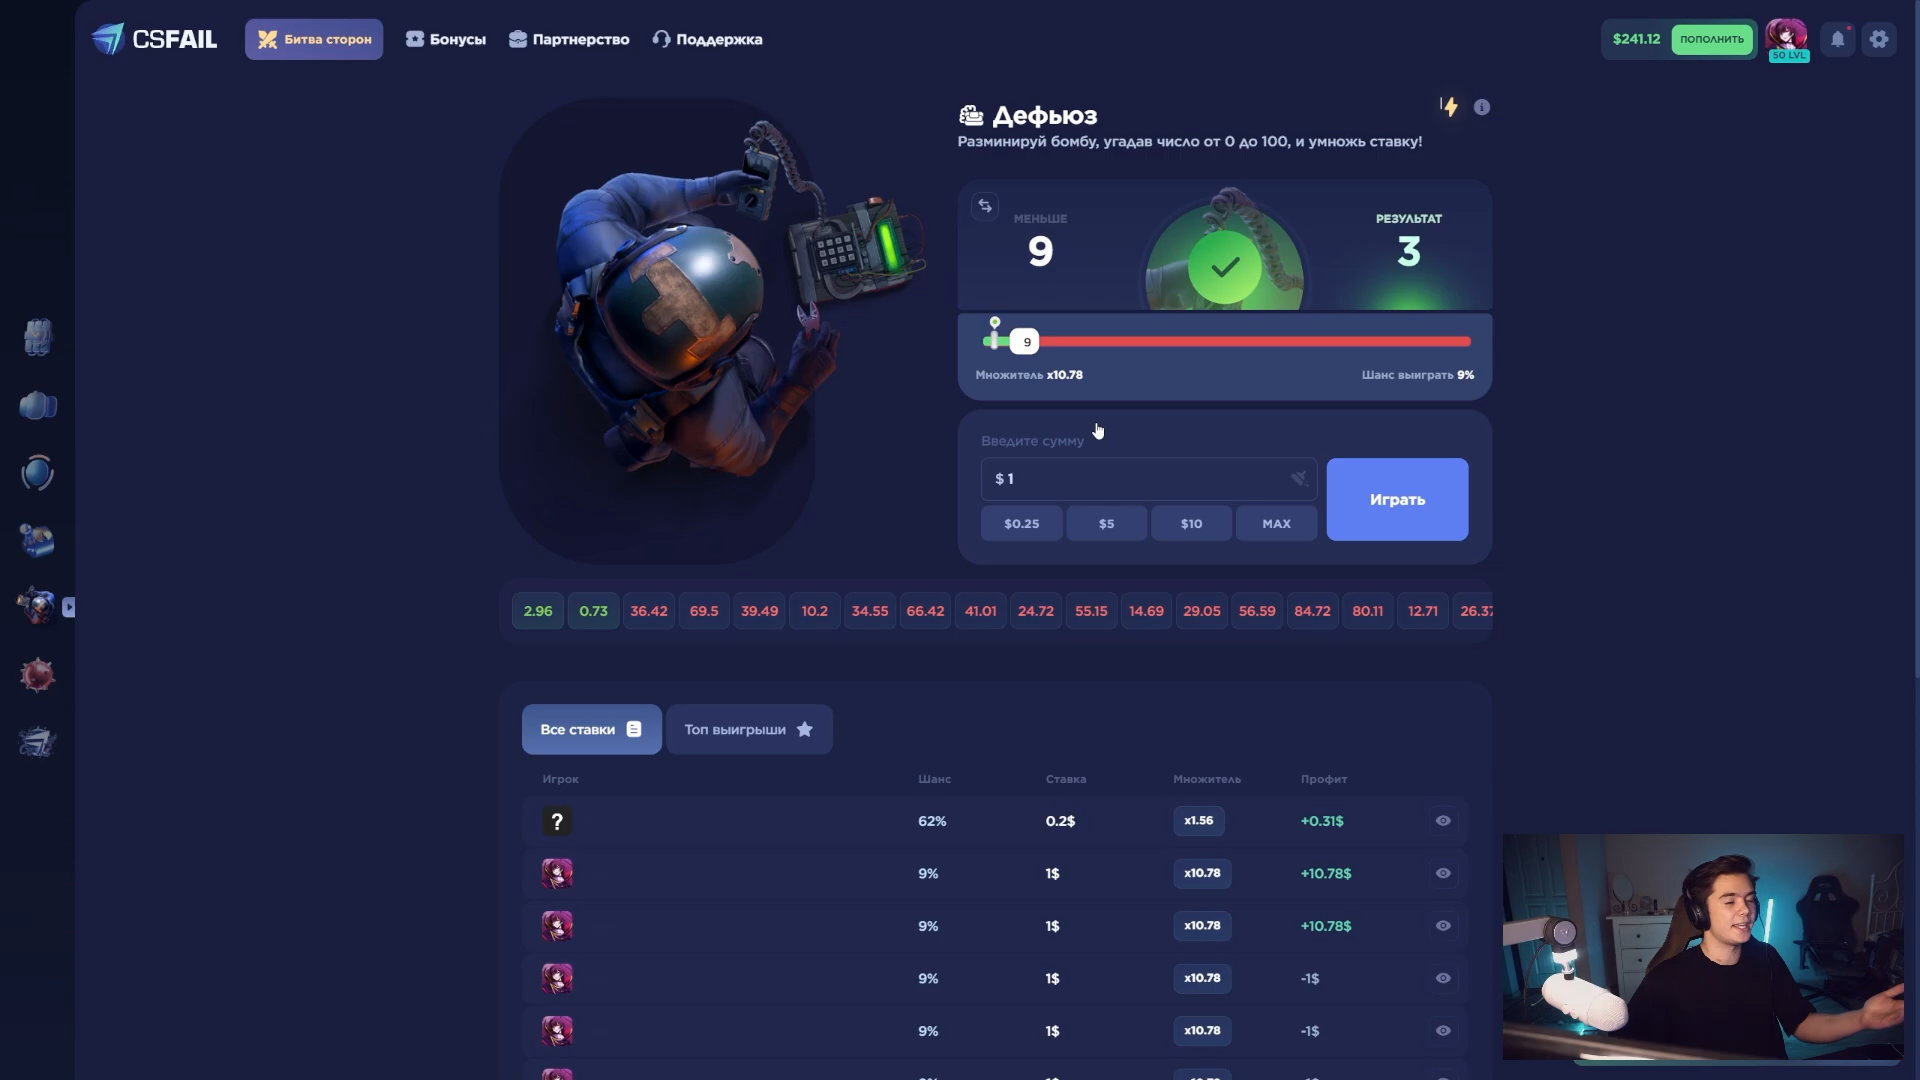 CSFAIL
Битва сторон
Бонусы
Партнерство
Поддержка
$241.12
ПОПОЛНИТЬ
50 LVL
Дефьюз
Разминируй бомбу, угадав число от 0 до 100, и умножь ставку!
МЕНЬШЕ
9
РЕЗУЛЬТАТ
3
9
Множитель x10.78
Шанс выиграть 9%
Введите сумму
$ 1
Играть
$0.25
$5
$10
MAX
2.96 0.73 36.42 69.5 39.49 10.2 34.55 66.42 41.01 24.72 55.15 14.69 29.05 56.59 84.72 80.11 12.71 26.37
Все ставки
Топ выигрыши
Игрок Шанс Ставка Множитель Профит
? 62% 0.2$ x1.56 +0.31$
9% 1$ x10.78 +10.78$
9% 1$ x10.78 +10.78$
9% 1$ x10.78 -1$
9% 1$ x10.78 -1$